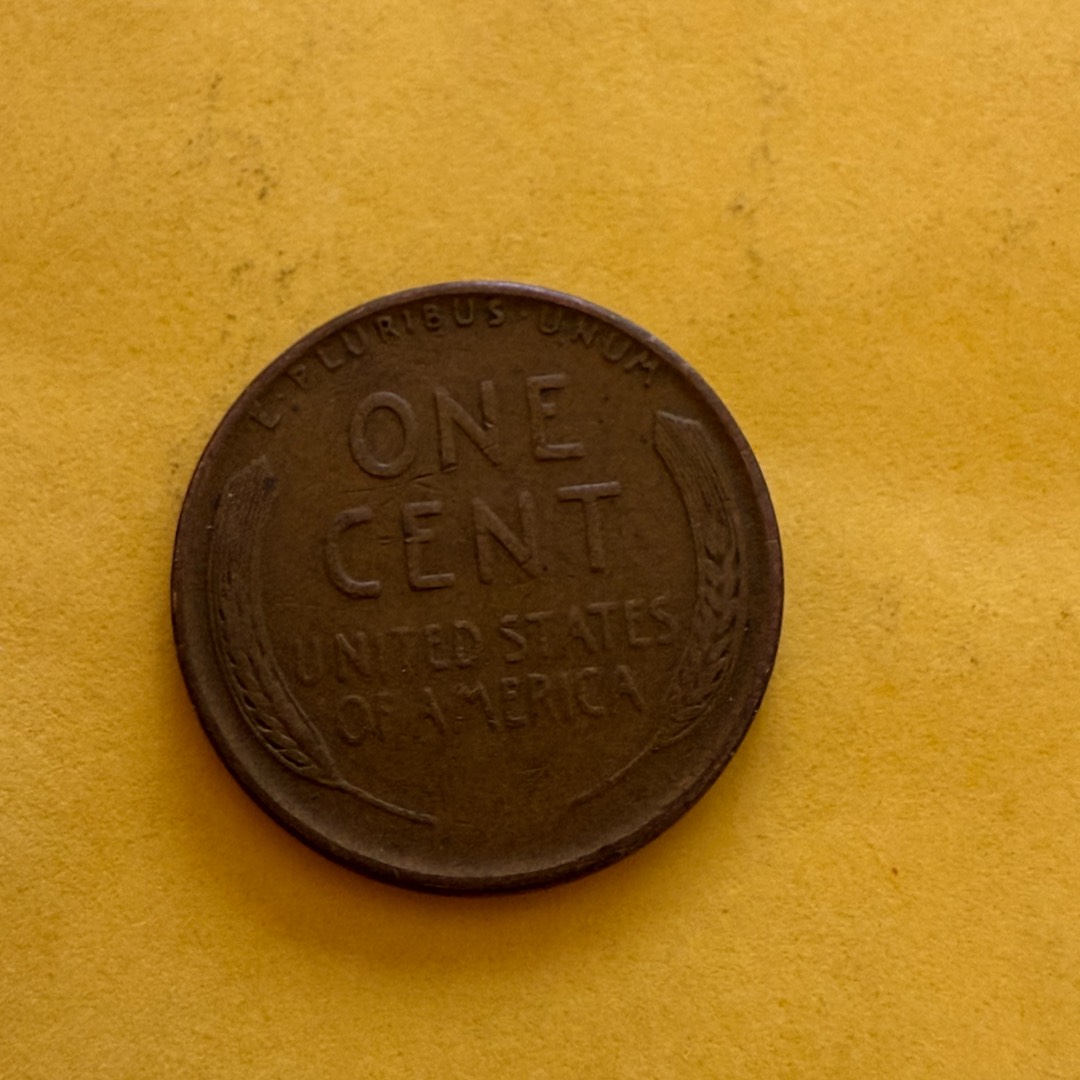 E·PLURIBUS·UNUM
ONE
CENT
UNITED STATES
OF AMERICA